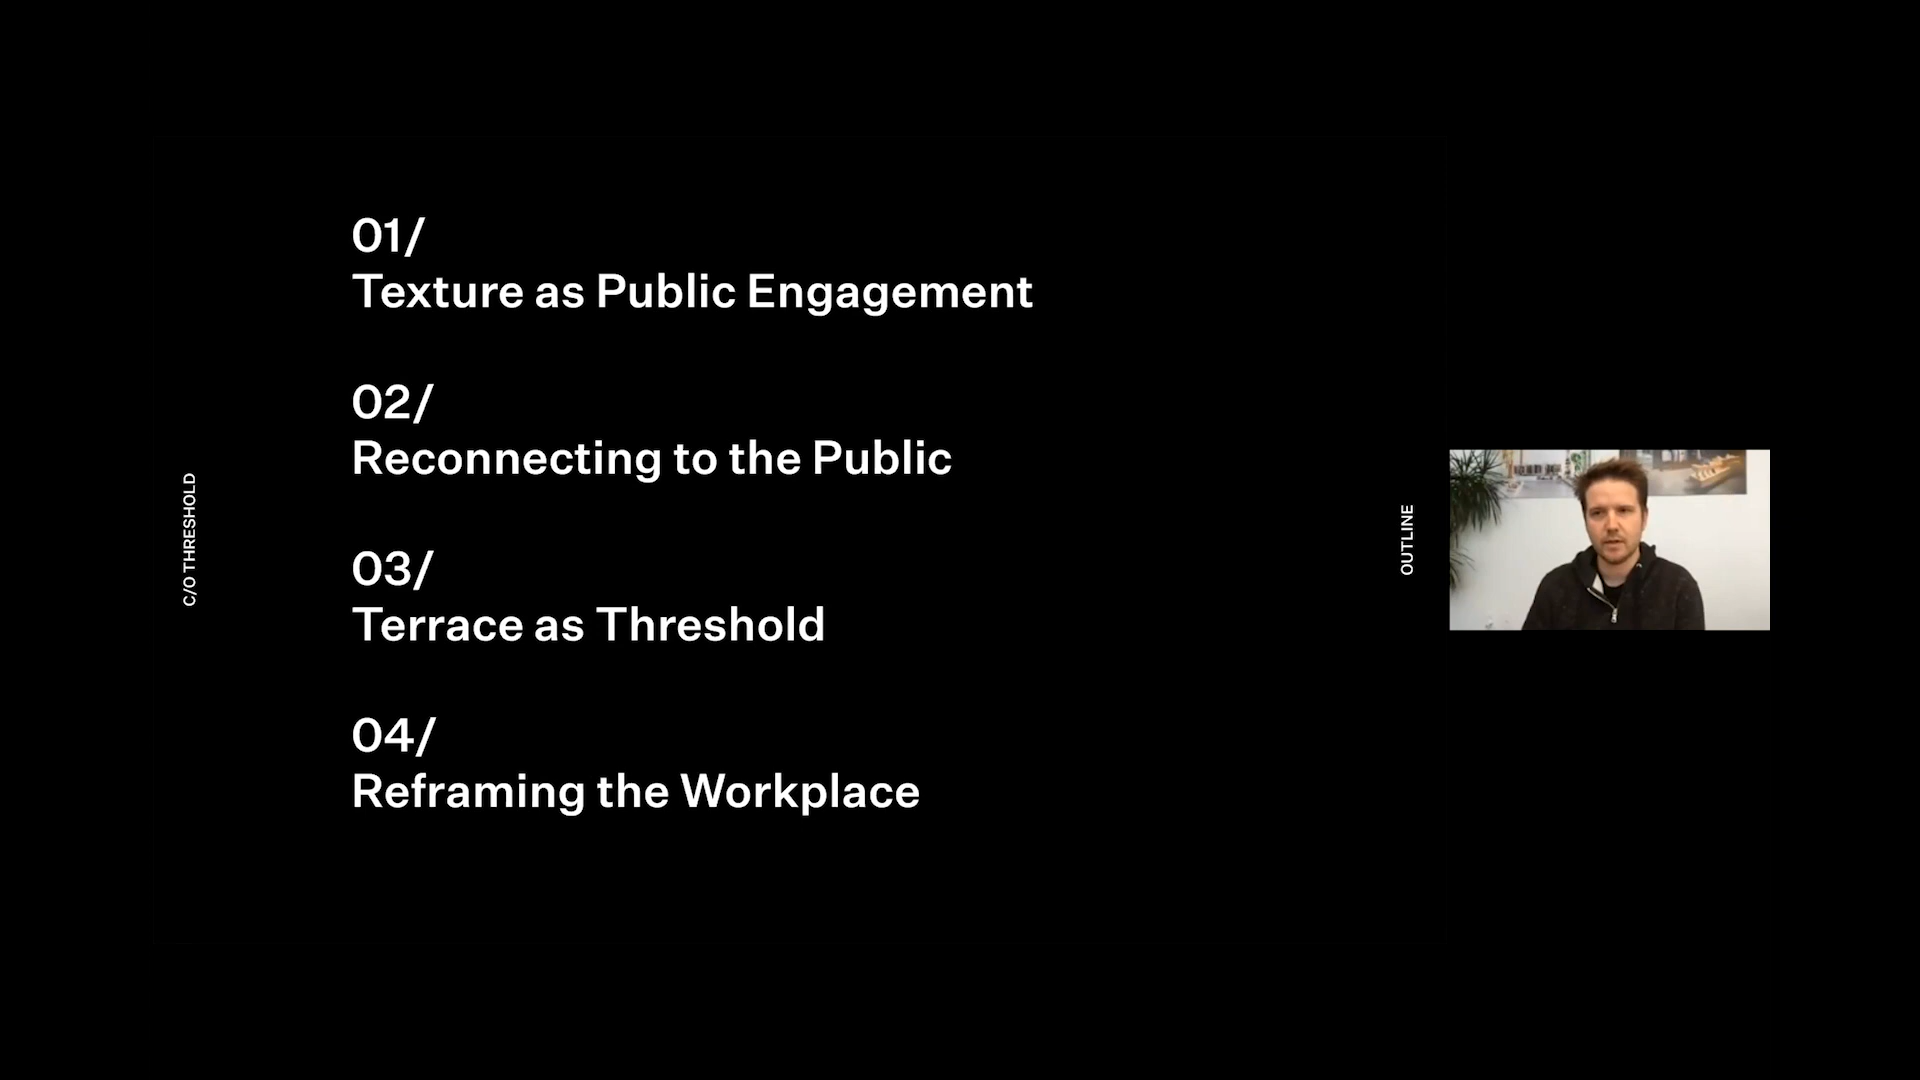 C/O THRESHOLD
01/
Texture as Public Engagement
02/
Reconnecting to the Public
03/
Terrace as Threshold
04/
Reframing the Workplace
OUTLINE